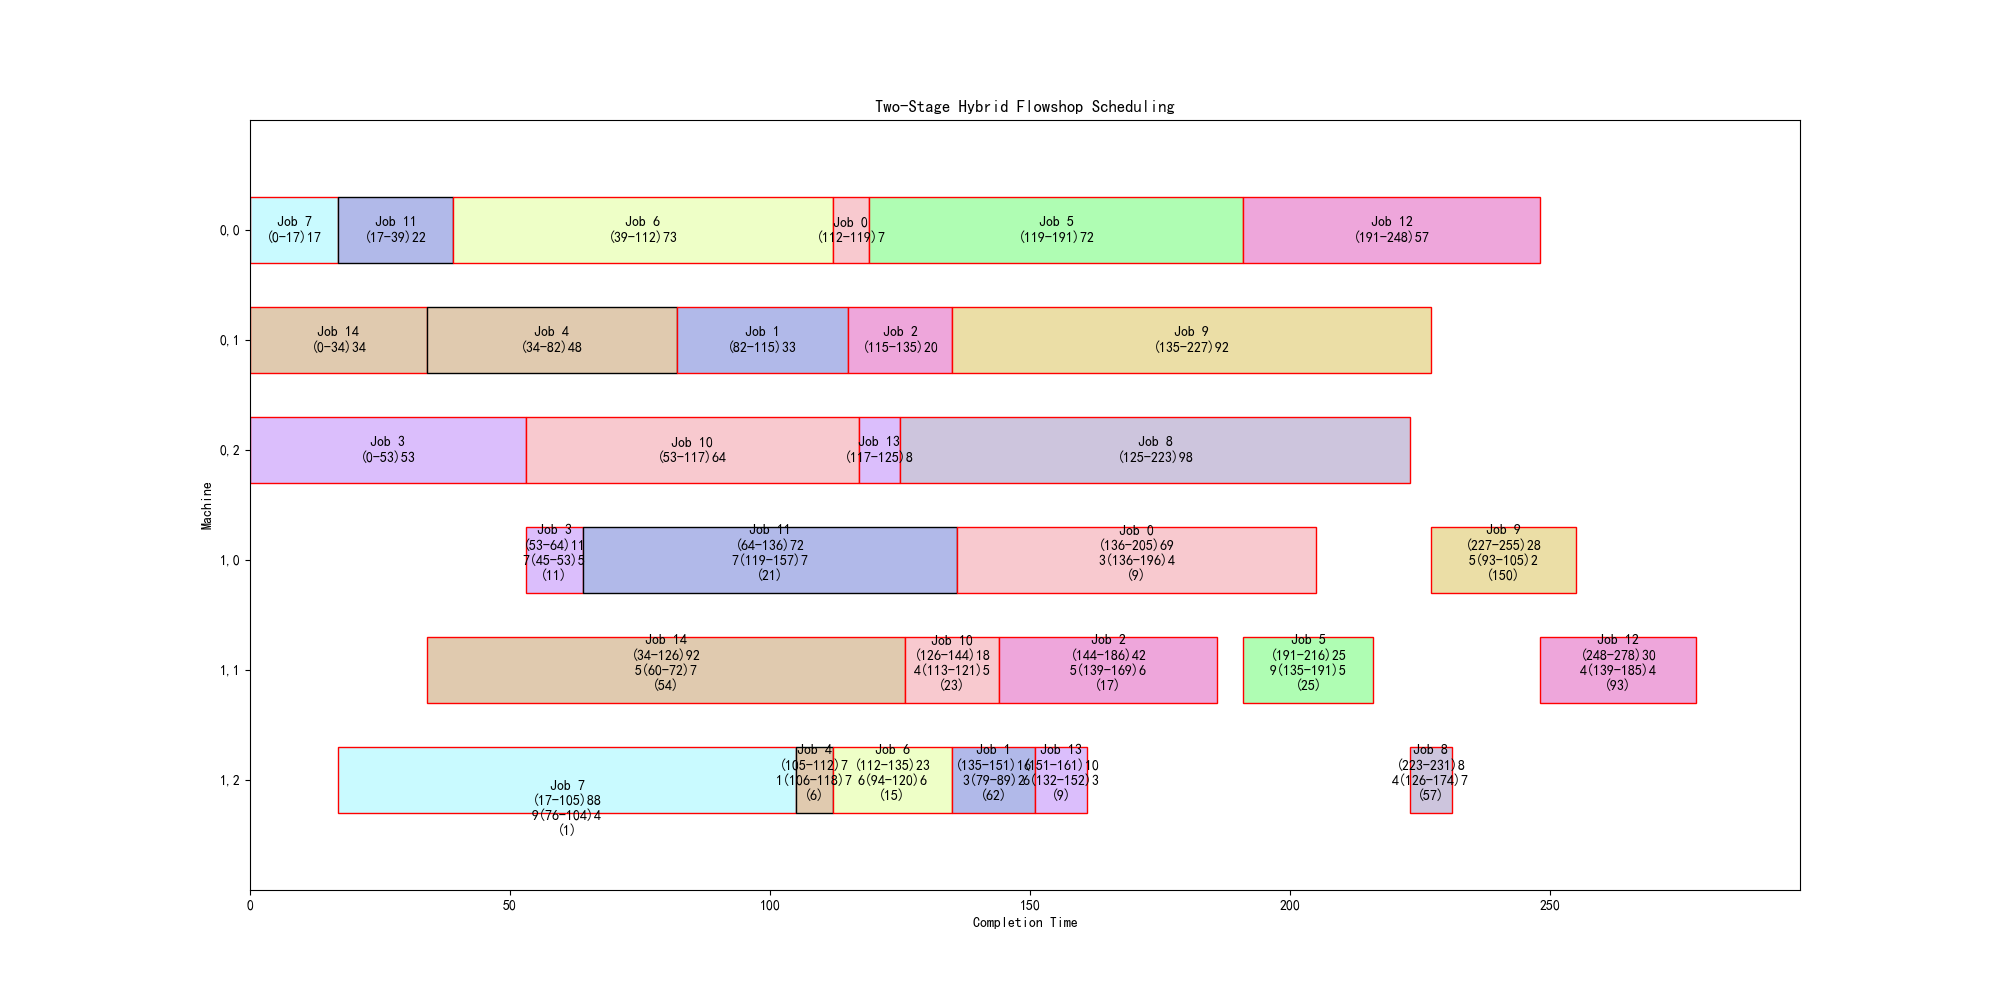 Two-Stage Hybrid Flowshop Scheduling
Machine
0,0
Job 7
(0-17)17
Job 11
(17-39)22
Job 6
(39-112)73
Job 0
(112-119)7
Job 5
(119-191)72
Job 12
(191-248)57
0,1
Job 14
(0-34)34
Job 4
(34-82)48
Job 1
(82-115)33
Job 2
(115-135)20
Job 9
(135-227)92
0,2
Job 3
(0-53)53
Job 10
(53-117)64
Job 13
(117-125)8
Job 8
(125-223)98
1,0
Job 3
(53-64)11
7(45-53)5
(11)
Job 11
(64-136)72
7(119-157)7
(21)
Job 0
(136-205)69
3(136-196)4
(9)
Job 9
(227-255)28
5(93-105)2
(150)
1,1
Job 14
(34-126)92
5(60-72)7
(54)
Job 10
(126-144)18
4(113-121)5
(23)
Job 2
(144-186)42
5(139-169)6
(17)
Job 5
(191-216)25
9(135-191)5
(25)
Job 12
(248-278)30
4(139-185)4
(93)
1,2
Job 7
(17-105)88
9(76-104)4
(1)
Job 4
(105-112)7
1(106-118)7
(6)
Job 6
(112-135)23
6(94-120)6
(15)
Job 1
(135-151)16
3(79-89)2
(62)
Job 13
(151-161)10
6(132-152)3
(9)
Job 8
(223-231)8
4(126-174)7
(57)
0
50
100
150
200
250
Completion Time